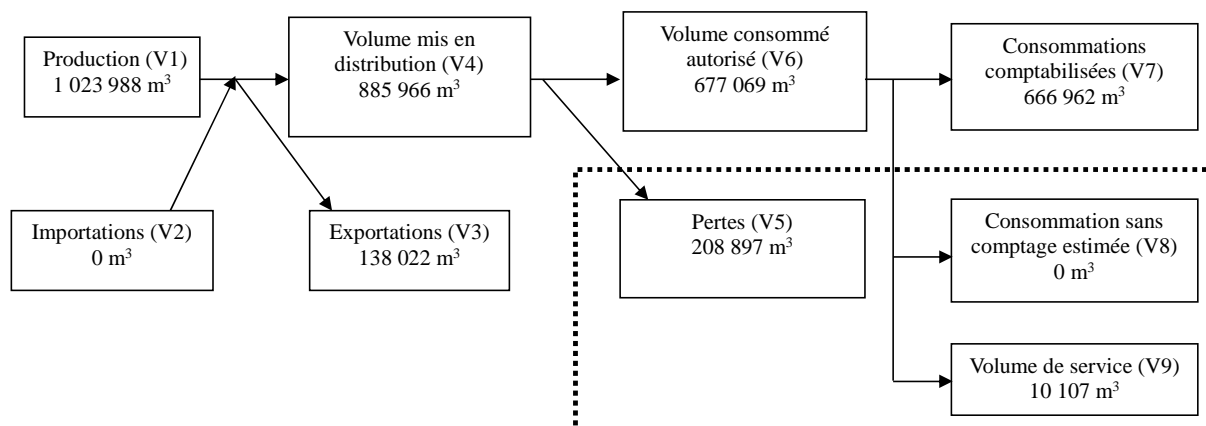 Production (V1)
1 023 988 m³
Volume mis en
distribution (V4)
885 966 m³
Volume consommé
autorisé (V6)
677 069 m³
Consommations
comptabilisées (V7)
666 962 m³
Importations (V2)
0 m³
Exportations (V3)
138 022 m³
Pertes (V5)
208 897 m³
Consommation sans
comptage estimée (V8)
0 m³
Volume de service (V9)
10 107 m³